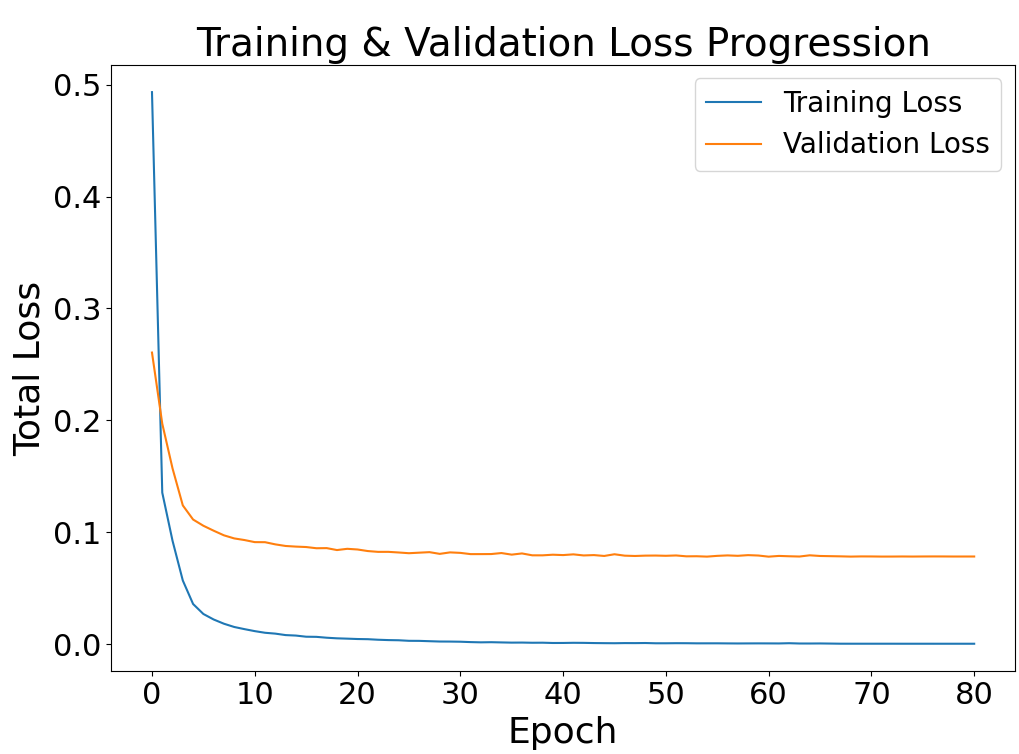 Training & Validation Loss Progression
Training Loss
Validation Loss
Total Loss
0.5
0.4
0.3
0.2
0.1
0.0
0 10 20 30 40 50 60 70 80
Epoch